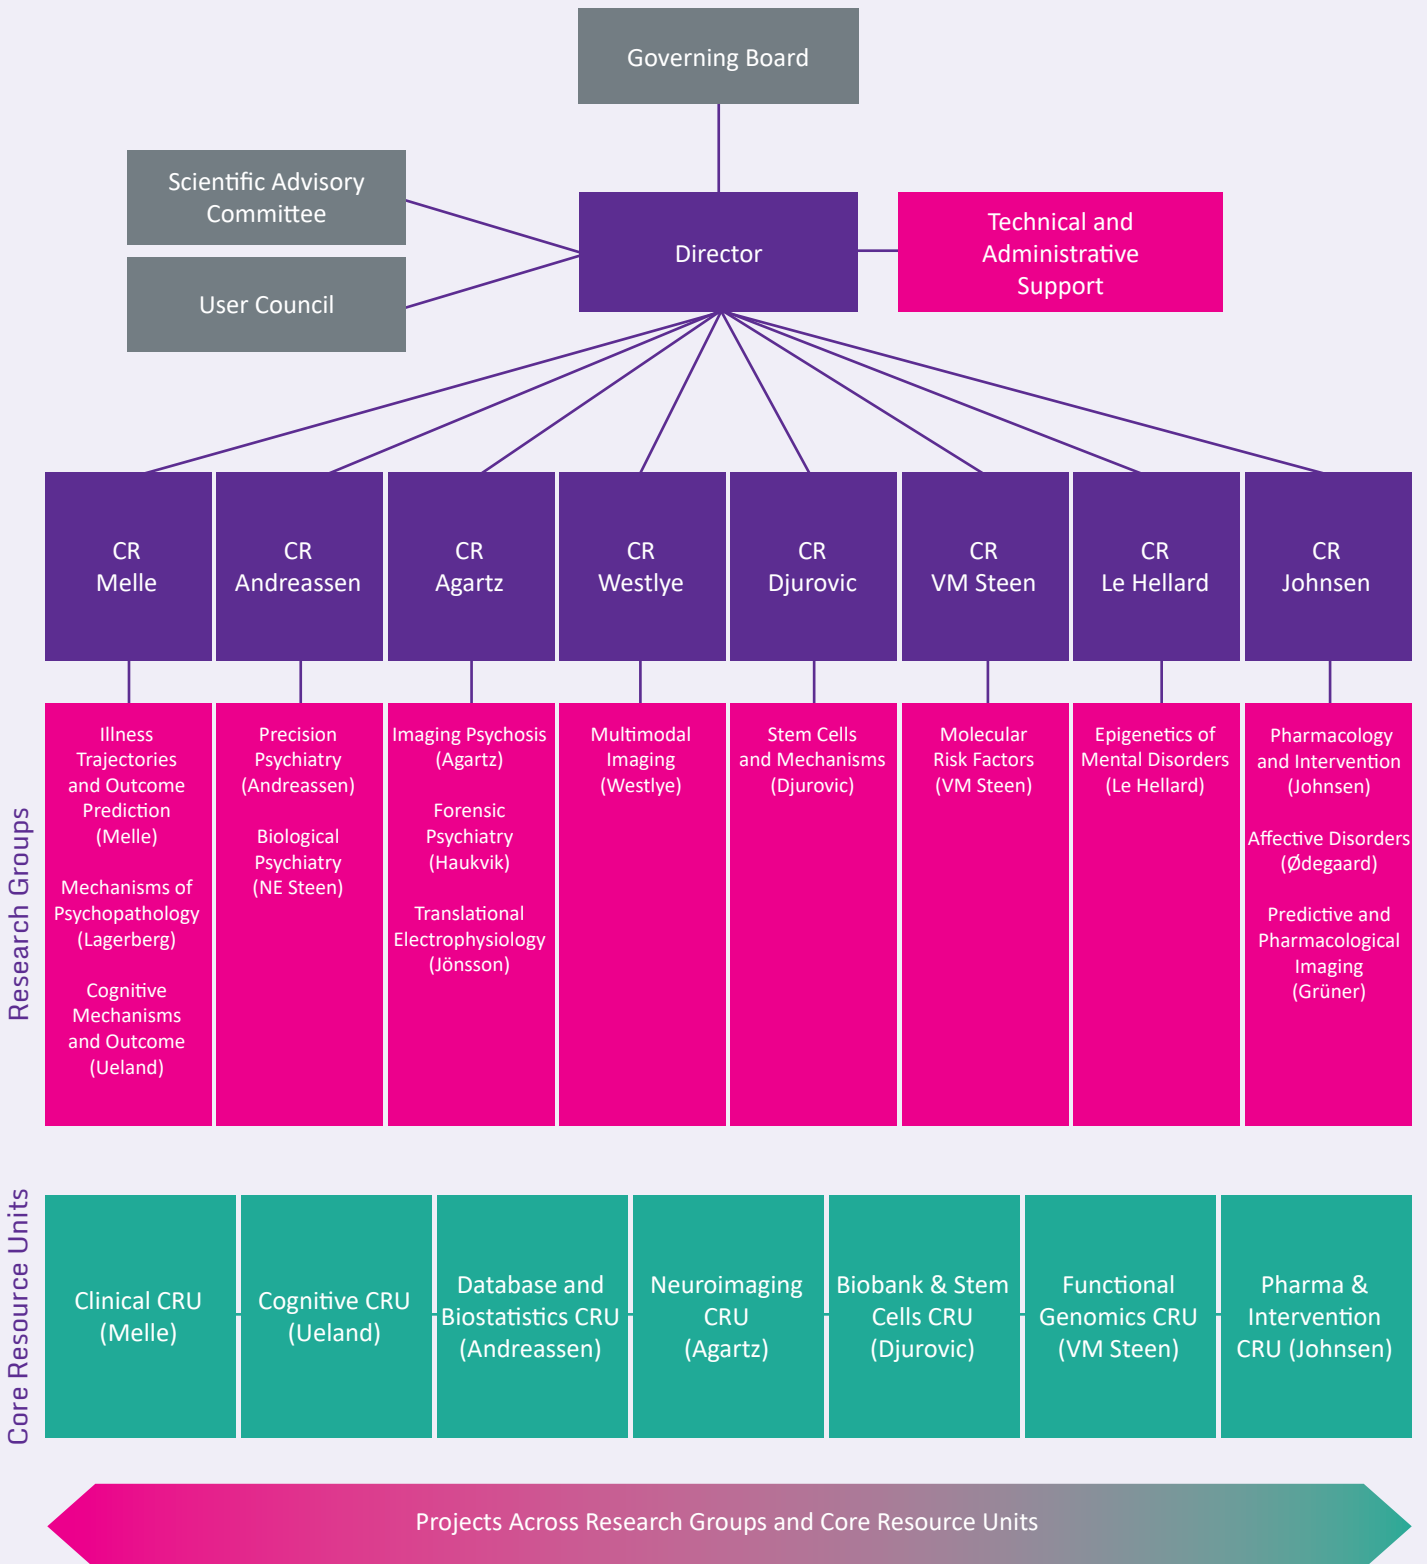 Governing Board
Scientific Advisory
Committee
User Council
Director
Technical and
Administrative
Support
CR
Melle
CR
Andreassen
CR
Agartz
CR
Westlye
CR
Djurovic
CR
VM Steen
CR
Le Hellard
CR
Johnsen
Research Groups
Illness
Trajectories
and Outcome
Prediction
(Melle)
Mechanisms of
Psychopathology
(Lagerberg)
Cognitive
Mechanisms
and Outcome
(Ueland)
Precision
Psychiatry
(Andreassen)
Biological
Psychiatry
(NE Steen)
Imaging Psychosis
(Agartz)
Forensic
Psychiatry
(Haukvik)
Translational
Electrophysiology
(Jönsson)
Multimodal
Imaging
(Westlye)
Stem Cells
and Mechanisms
(Djurovic)
Molecular
Risk Factors
(VM Steen)
Epigenetics of
Mental Disorders
(Le Hellard)
Pharmacology
and Intervention
(Johnsen)
Affective Disorders
(Ødegaard)
Predictive and
Pharmacological
Imaging
(Grüner)
Core Resource Units
Clinical CRU
(Melle)
Cognitive CRU
(Ueland)
Database and
Biostatistics CRU
(Andreassen)
Neuroimaging
CRU
(Agartz)
Biobank & Stem
Cells CRU
(Djurovic)
Functional
Genomics CRU
(VM Steen)
Pharma &
Intervention
CRU (Johnsen)
Projects Across Research Groups and Core Resource Units